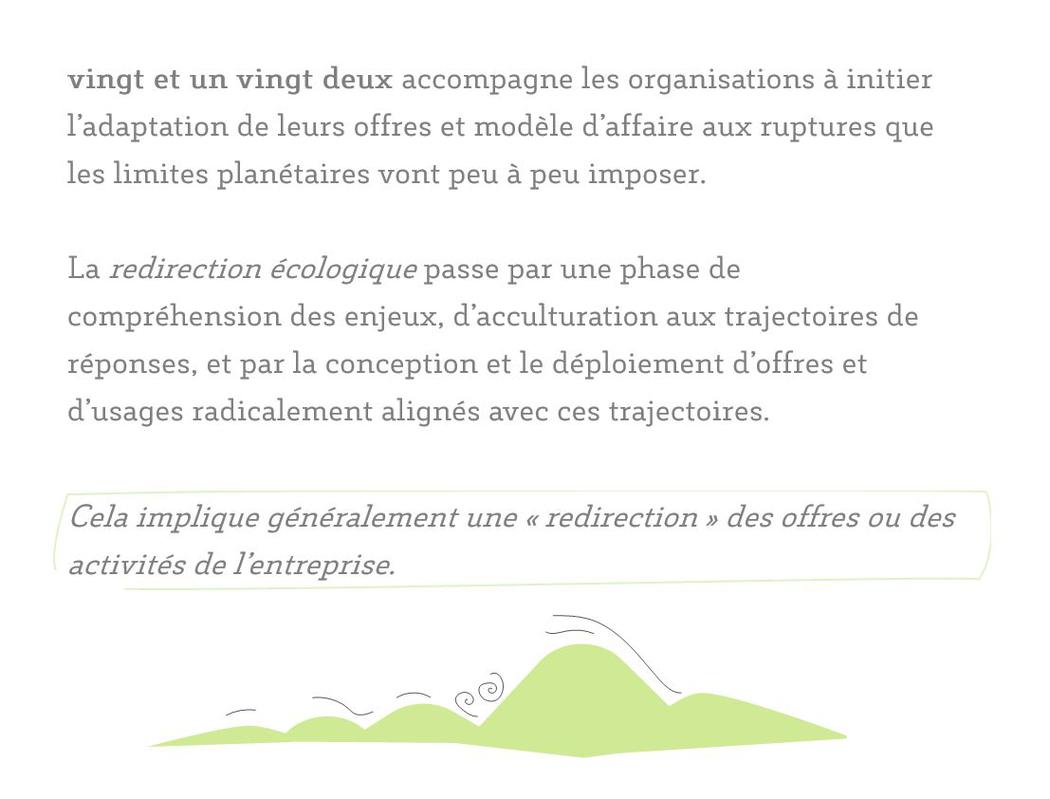 vingt et un vingt deux accompagne les organisations à initier
l’adaptation de leurs offres et modèle d’affaire aux ruptures que
les limites planétaires vont peu à peu imposer.
La redirection écologique passe par une phase de
compréhension des enjeux, d’acculturation aux trajectoires de
réponses, et par la conception et le déploiement d’offres et
d’usages radicalement alignés avec ces trajectoires.
Cela implique généralement une « redirection » des offres ou des
activités de l’entreprise.